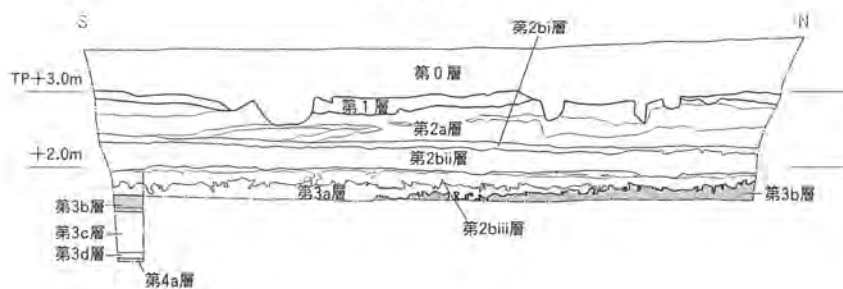 S
N
第2bi層
第0層
TP+3.0m
第1層
第2a層
+2.0m
第2bii層
第3a層
第3b層
第3b層
第2biii層
第3c層
第3d層
第4a層